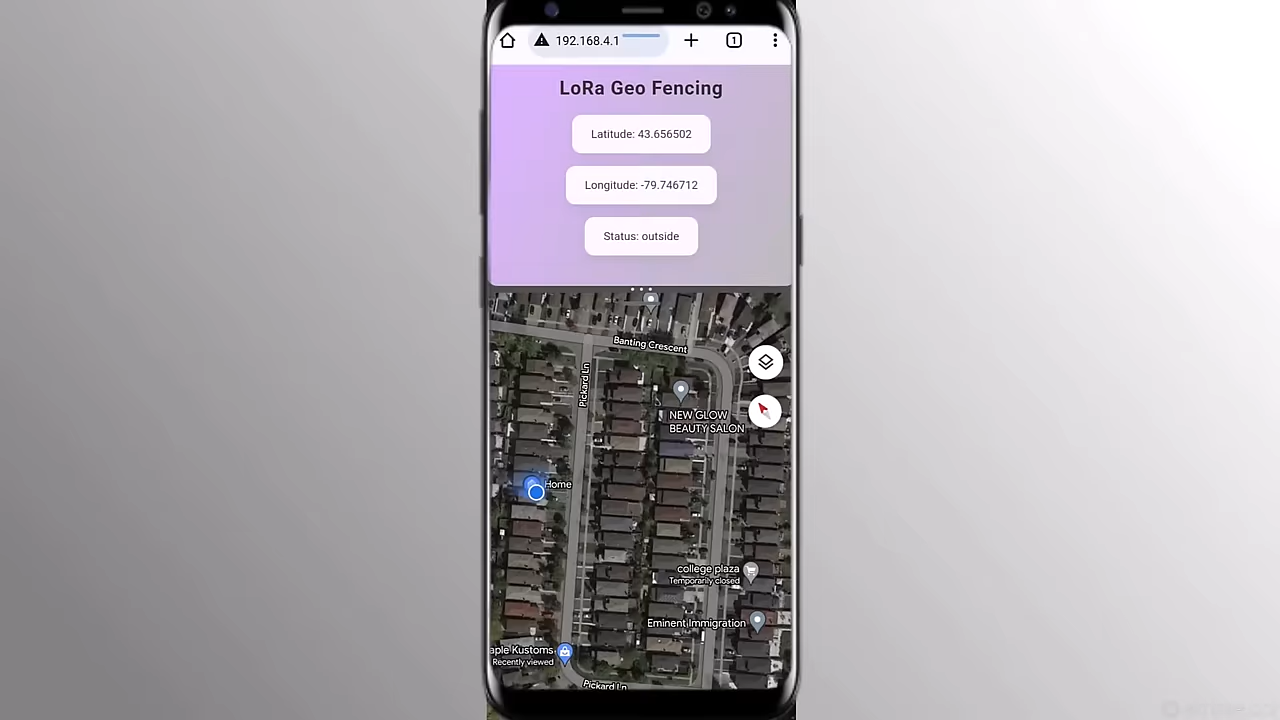 192.168.4.1
1
LoRa Geo Fencing
Latitude: 43.656502
Longitude: -79.746712
Status: outside
Banting Crescent
Pickard Ln
NEW GLOW
BEAUTY SALON
Home
college plaza
Temporarily closed
Eminent Immigration
aple Kustoms
Recently viewed
Pickard Ln